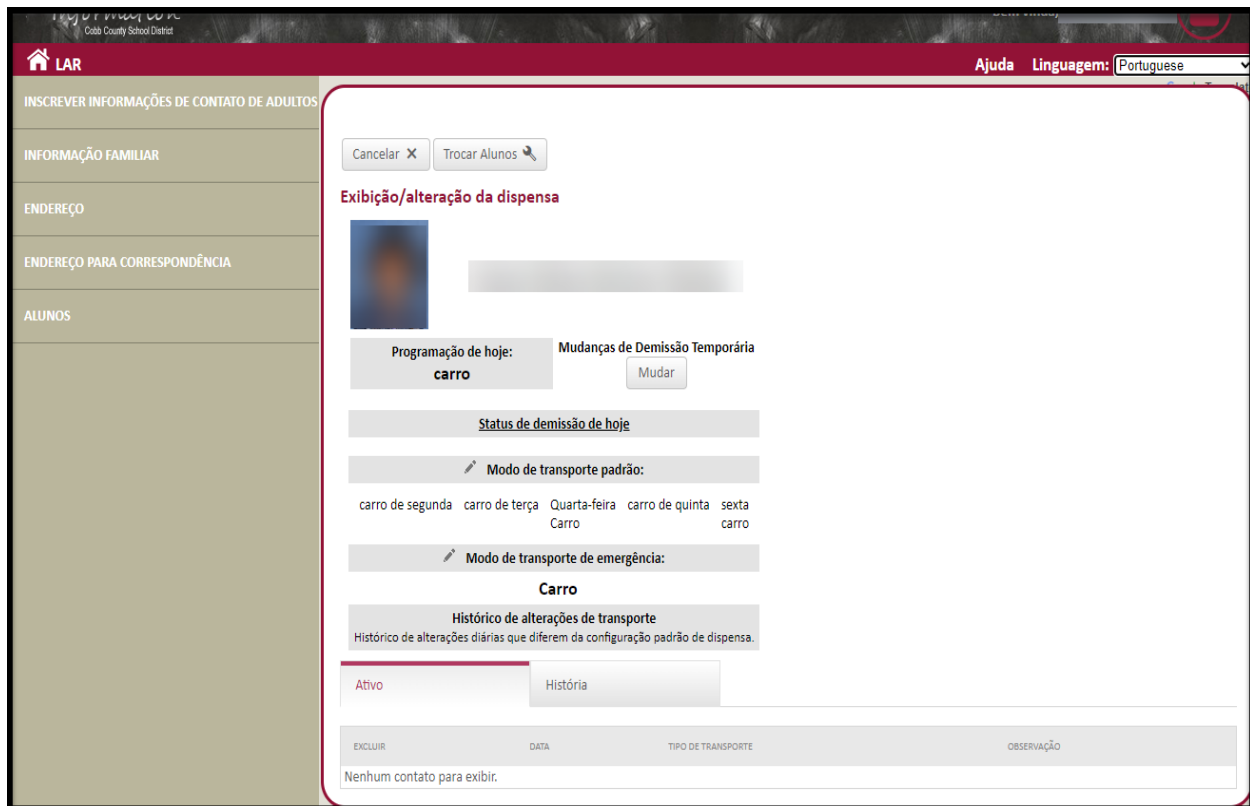 Cobb County School District
LAR
Ajuda Linguagem: Portuguese
INSCREVER INFORMAÇÕES DE CONTATO DE ADULTOS
INFORMAÇÃO FAMILIAR
ENDEREÇO
ENDEREÇO PARA CORRESPONDÊNCIA
ALUNOS
Cancelar Trocar Alunos
Exibição/alteração da dispensa
Programação de hoje:
carro
Mudanças de Demissão Temporária
Mudar
Status de demissão de hoje
Modo de transporte padrão:
carro de segunda carro de terça Quarta-feira carro de quinta sexta
Carro carro
Modo de transporte de emergência:
Carro
Histórico de alterações de transporte
Histórico de alterações diárias que diferem da configuração padrão de dispensa.
Ativo História
EXCLUIR DATA TIPO DE TRANSPORTE OBSERVAÇÃO
Nenhum contato para exibir.